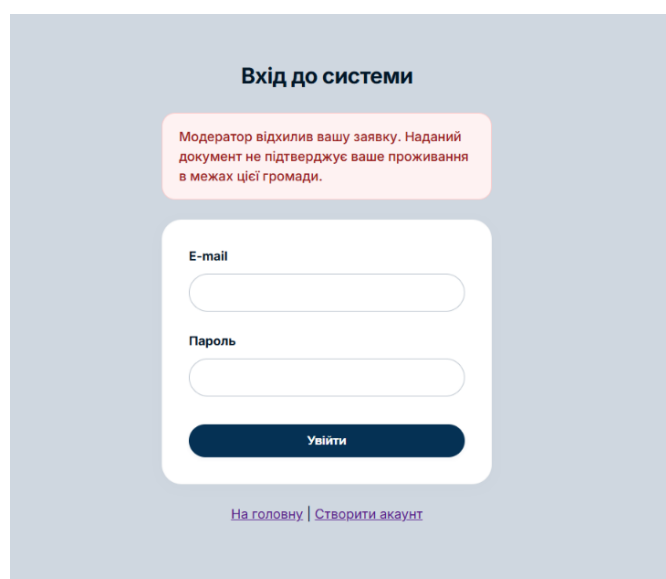 Вхід до системи
Модератор відхилив вашу заявку. Наданий
документ не підтверджує ваше проживання
в межах цієї громади.
E-mail
Пароль
Увійти
На головну | Створити акаунт